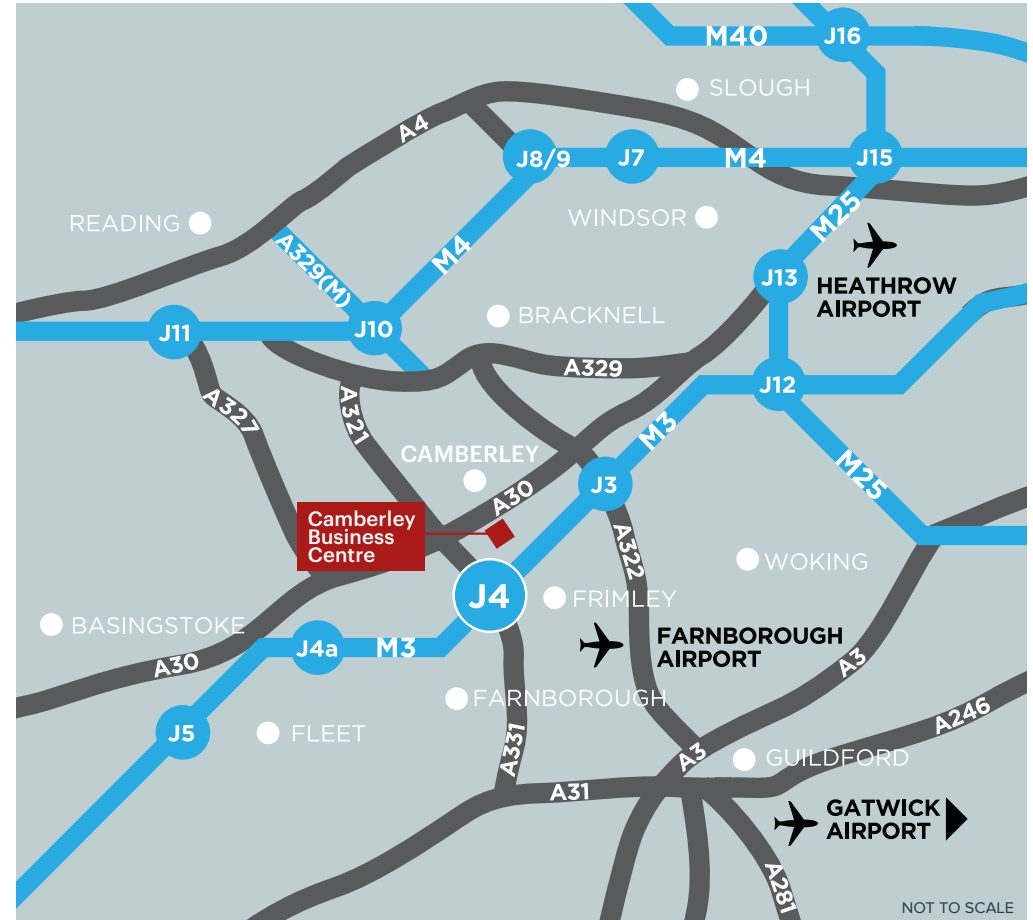 M40
J16
SLOUGH
A4
J8/9
J7
M4
J15
READING
WINDSOR
M25
A329(M)
M4
J13
HEATHROW
AIRPORT
J11
J10
BRACKNELL
A329
J12
A327
A321
M3
CAMBERLEY
J3
M25
A30
Camberley
Business
Centre
A322
WOKING
J4
FRIMLEY
BASINGSTOKE
J4a
M3
FARNBOROUGH
AIRPORT
A30
A3
FARNBOROUGH
J5
FLEET
A331
A246
A3
GUILDFORD
A31
GATWICK
AIRPORT
A281
NOT TO SCALE